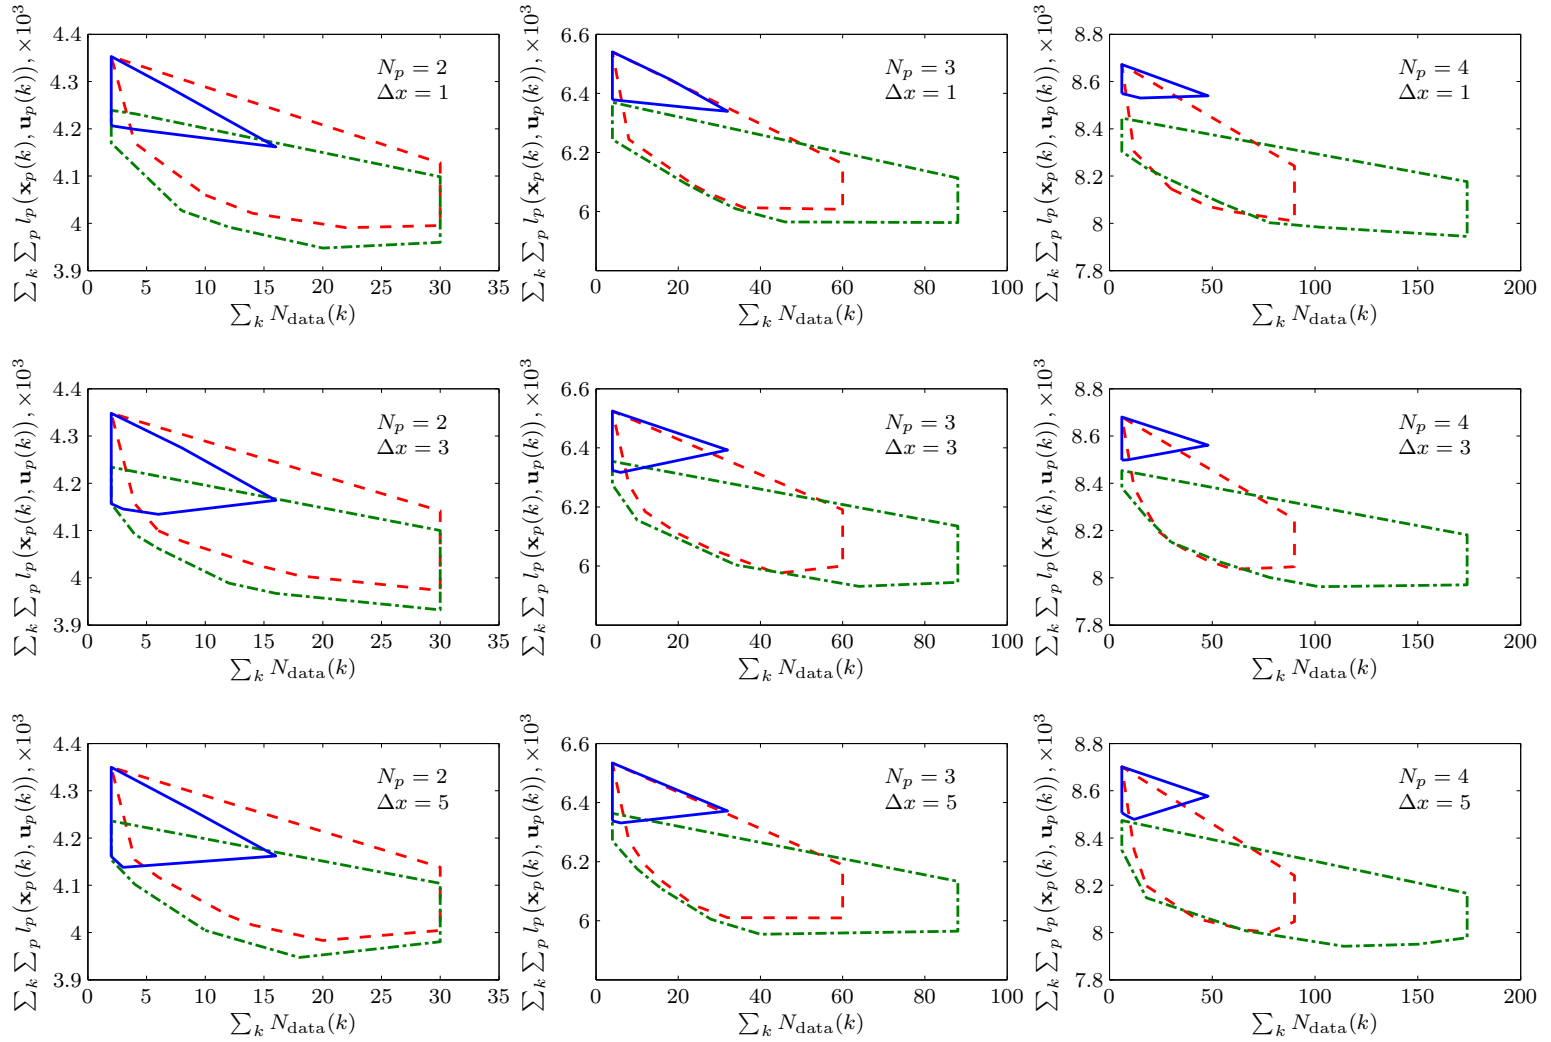 ∑ₖ ∑ₚ lₚ(xₚ(k), uₚ(k)), ×10³
4.4
4.3
4.2
4.1
4
3.9
0 5 10 15 20 25 30 35
∑ₖ N_data(k)
Nₚ = 2
Δx = 1
∑ₖ ∑ₚ lₚ(xₚ(k), uₚ(k)), ×10³
6.6
6.4
6.2
6
0 20 40 60 80 100
∑ₖ N_data(k)
Nₚ = 3
Δx = 1
∑ₖ ∑ₚ lₚ(xₚ(k), uₚ(k)), ×10³
8.8
8.6
8.4
8.2
8
7.8
0 50 100 150 200
∑ₖ N_data(k)
Nₚ = 4
Δx = 1
∑ₖ ∑ₚ lₚ(xₚ(k), uₚ(k)), ×10³
4.4
4.3
4.2
4.1
4
3.9
0 5 10 15 20 25 30 35
∑ₖ N_data(k)
Nₚ = 2
Δx = 3
∑ₖ ∑ₚ lₚ(xₚ(k), uₚ(k)), ×10³
6.6
6.4
6.2
6
0 20 40 60 80 100
∑ₖ N_data(k)
Nₚ = 3
Δx = 3
∑ₖ ∑ₚ lₚ(xₚ(k), uₚ(k)), ×10³
8.8
8.6
8.4
8.2
8
7.8
0 50 100 150 200
∑ₖ N_data(k)
Nₚ = 4
Δx = 3
∑ₖ ∑ₚ lₚ(xₚ(k), uₚ(k)), ×10³
4.4
4.3
4.2
4.1
4
3.9
0 5 10 15 20 25 30 35
∑ₖ N_data(k)
Nₚ = 2
Δx = 5
∑ₖ ∑ₚ lₚ(xₚ(k), uₚ(k)), ×10³
6.6
6.4
6.2
6
0 20 40 60 80 100
∑ₖ N_data(k)
Nₚ = 3
Δx = 5
∑ₖ ∑ₚ lₚ(xₚ(k), uₚ(k)), ×10³
8.8
8.6
8.4
8.2
8
7.8
0 50 100 150 200
∑ₖ N_data(k)
Nₚ = 4
Δx = 5